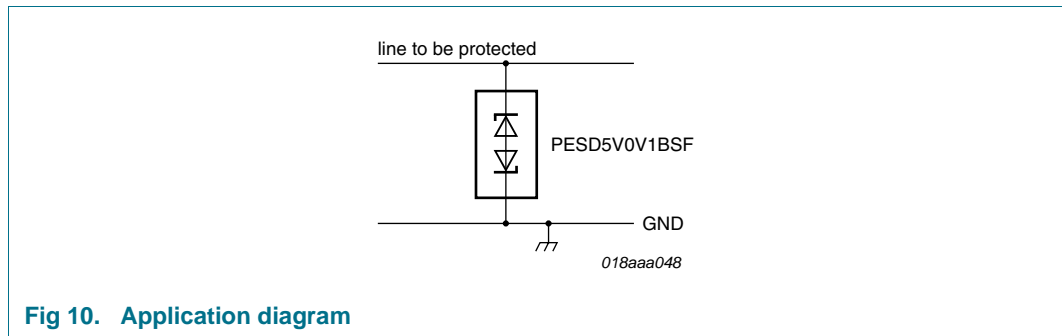 line to be protected
PESD5V0V1BSF
GND
018aaa048
Fig 10. Application diagram